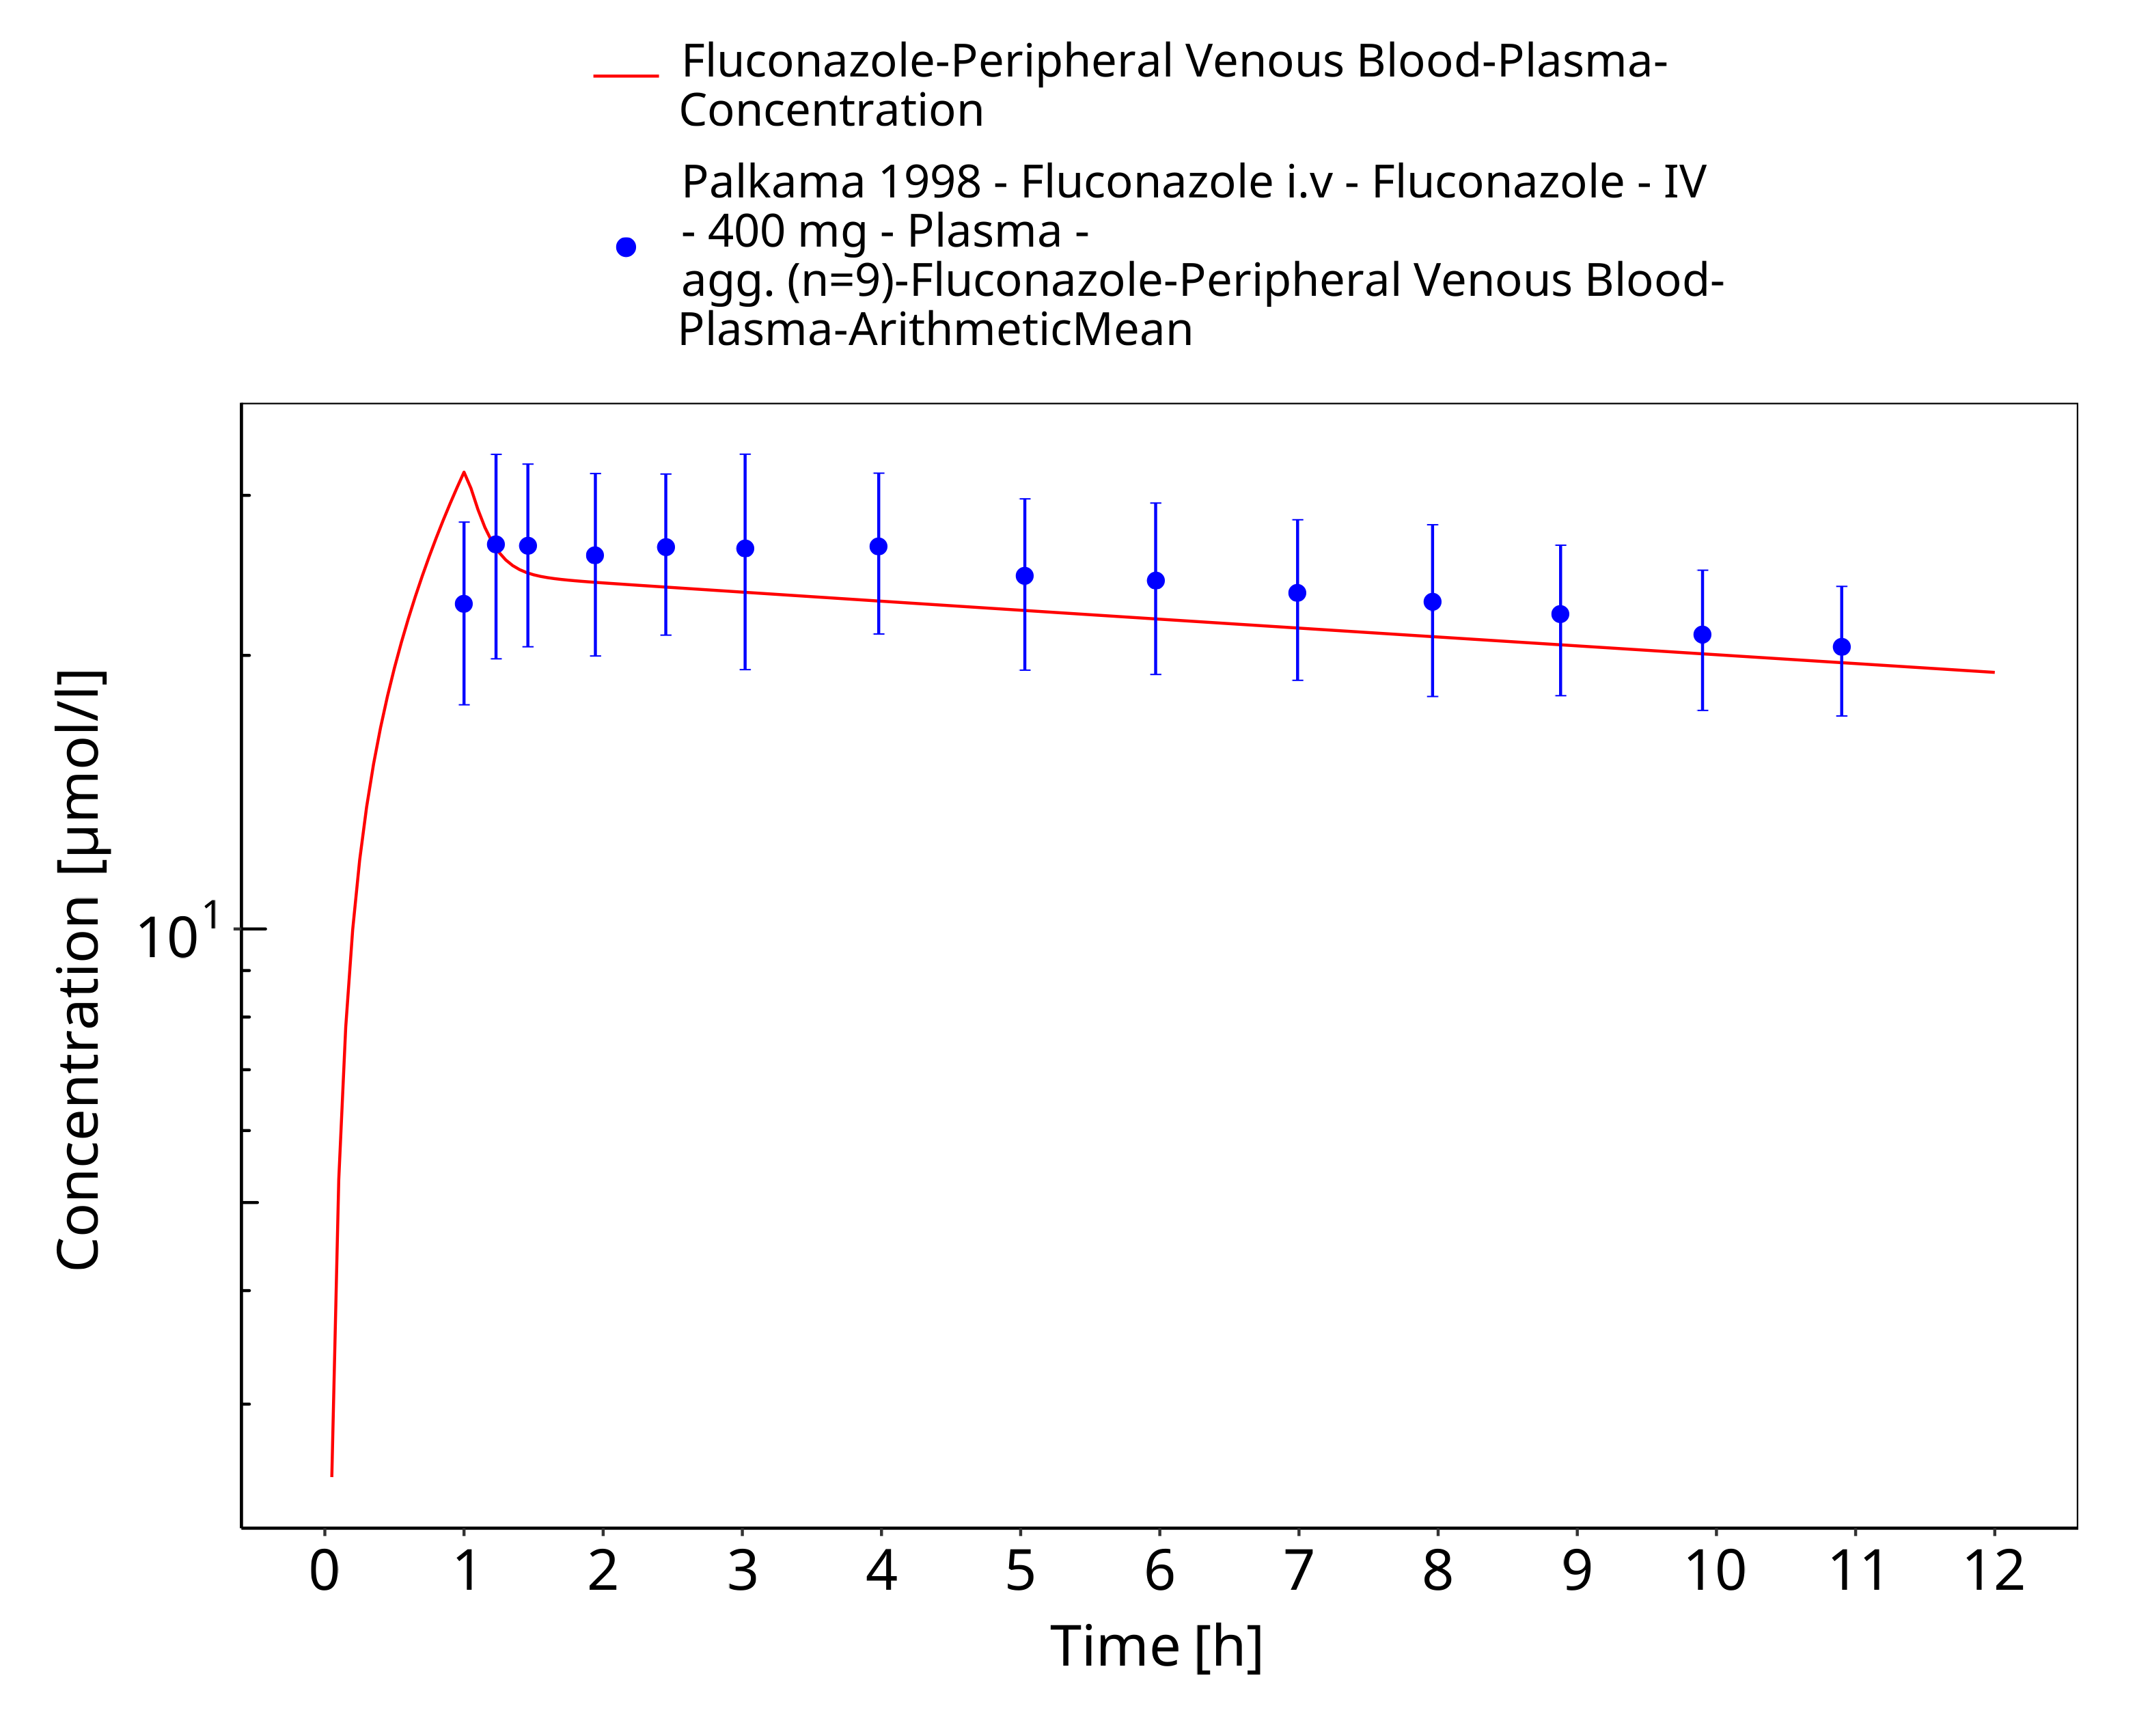 Fluconazole-Peripheral Venous Blood-Plasma-
Concentration
Palkama 1998 - Fluconazole i.v - Fluconazole - IV
- 400 mg - Plasma -
agg. (n=9)-Fluconazole-Peripheral Venous Blood-
Plasma-ArithmeticMean
Concentration [µmol/l]
10¹
0 1 2 3 4 5 6 7 8 9 10 11 12
Time [h]